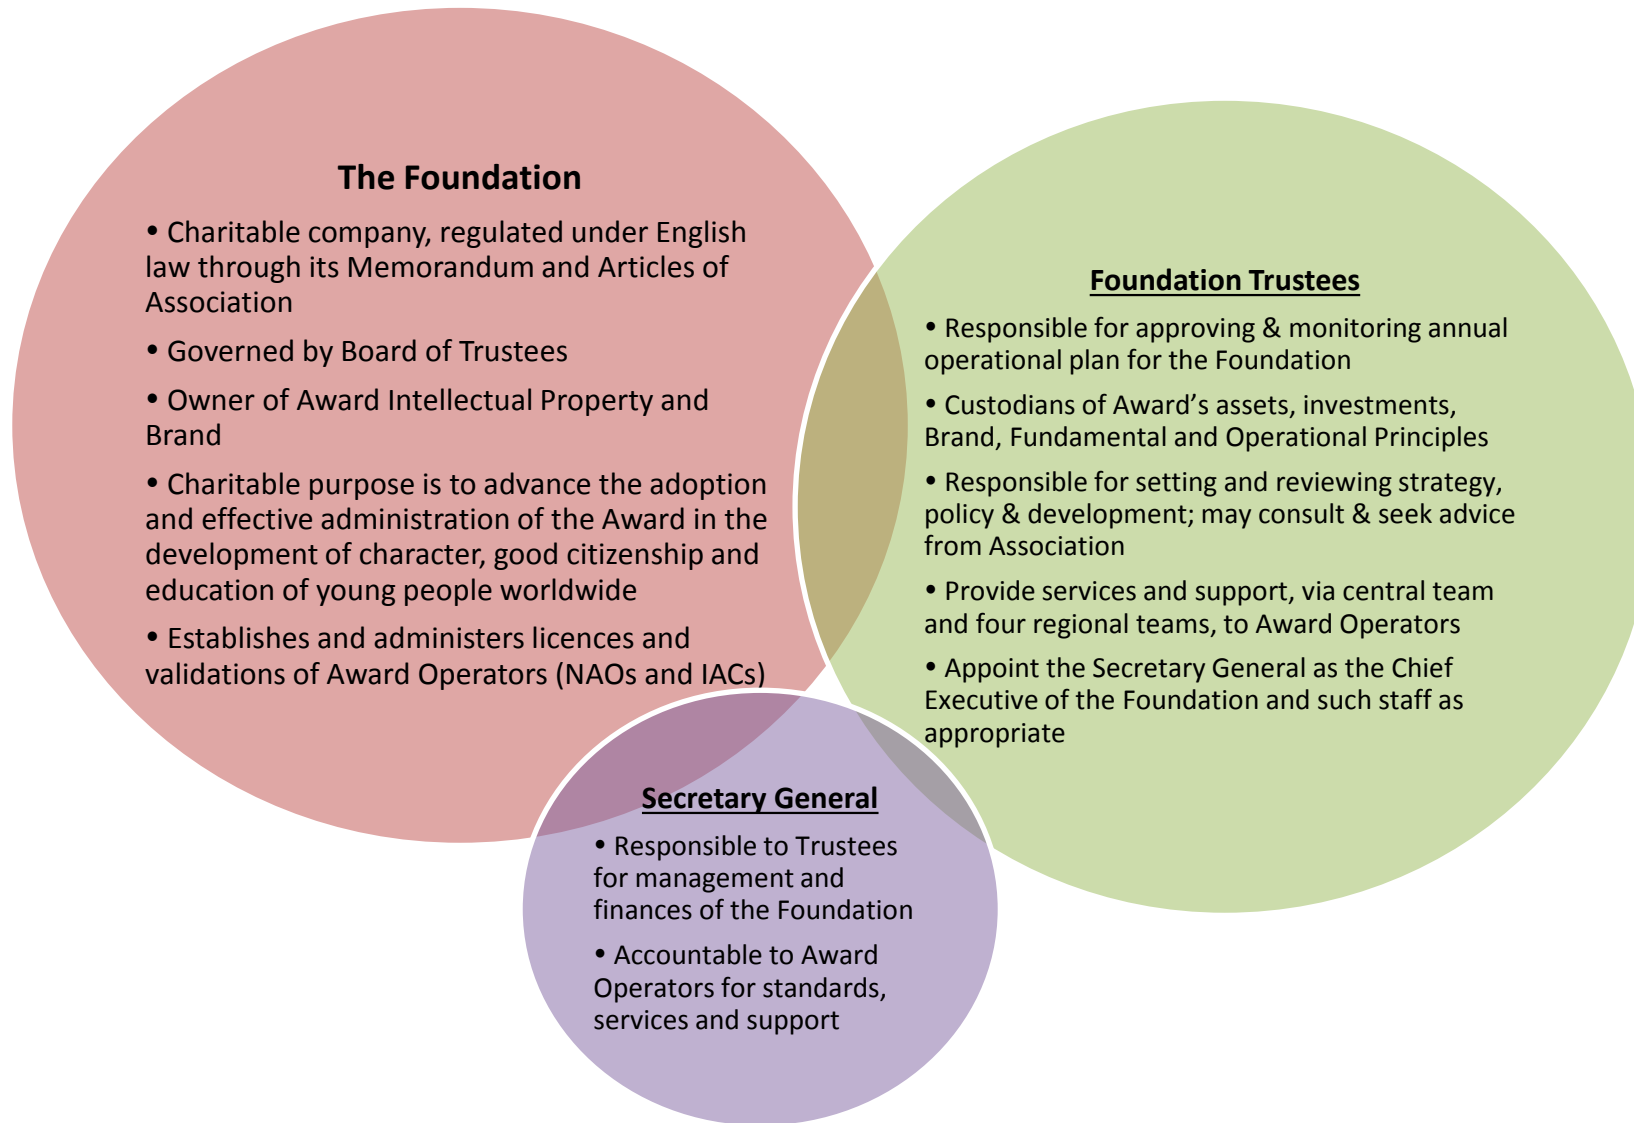 The Foundation
• Charitable company, regulated under English
law through its Memorandum and Articles of
Association
• Governed by Board of Trustees
• Owner of Award Intellectual Property and
Brand
• Charitable purpose is to advance the adoption
and effective administration of the Award in the
development of character, good citizenship and
education of young people worldwide
• Establishes and administers licences and
validations of Award Operators (NAOs and IACs)
Foundation Trustees
• Responsible for approving & monitoring annual
operational plan for the Foundation
• Custodians of Award’s assets, investments,
Brand, Fundamental and Operational Principles
• Responsible for setting and reviewing strategy,
policy & development; may consult & seek advice
from Association
• Provide services and support, via central team
and four regional teams, to Award Operators
• Appoint the Secretary General as the Chief
Executive of the Foundation and such staff as
appropriate
Secretary General
• Responsible to Trustees
for management and
finances of the Foundation
• Accountable to Award
Operators for standards,
services and support